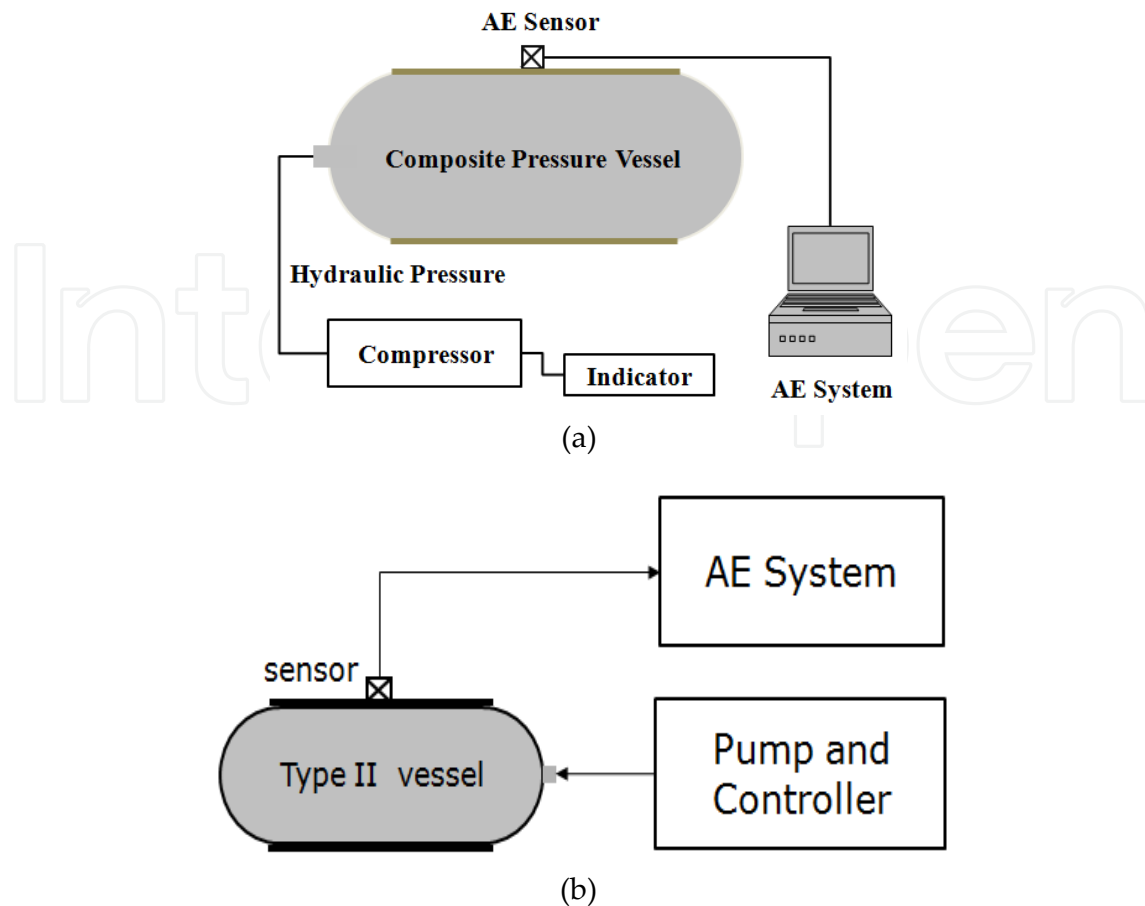 AE Sensor
Composite Pressure Vessel
Hydraulic Pressure
Compressor
Indicator
AE System
(a)
AE System
sensor
Type II vessel
Pump and
Controller
(b)